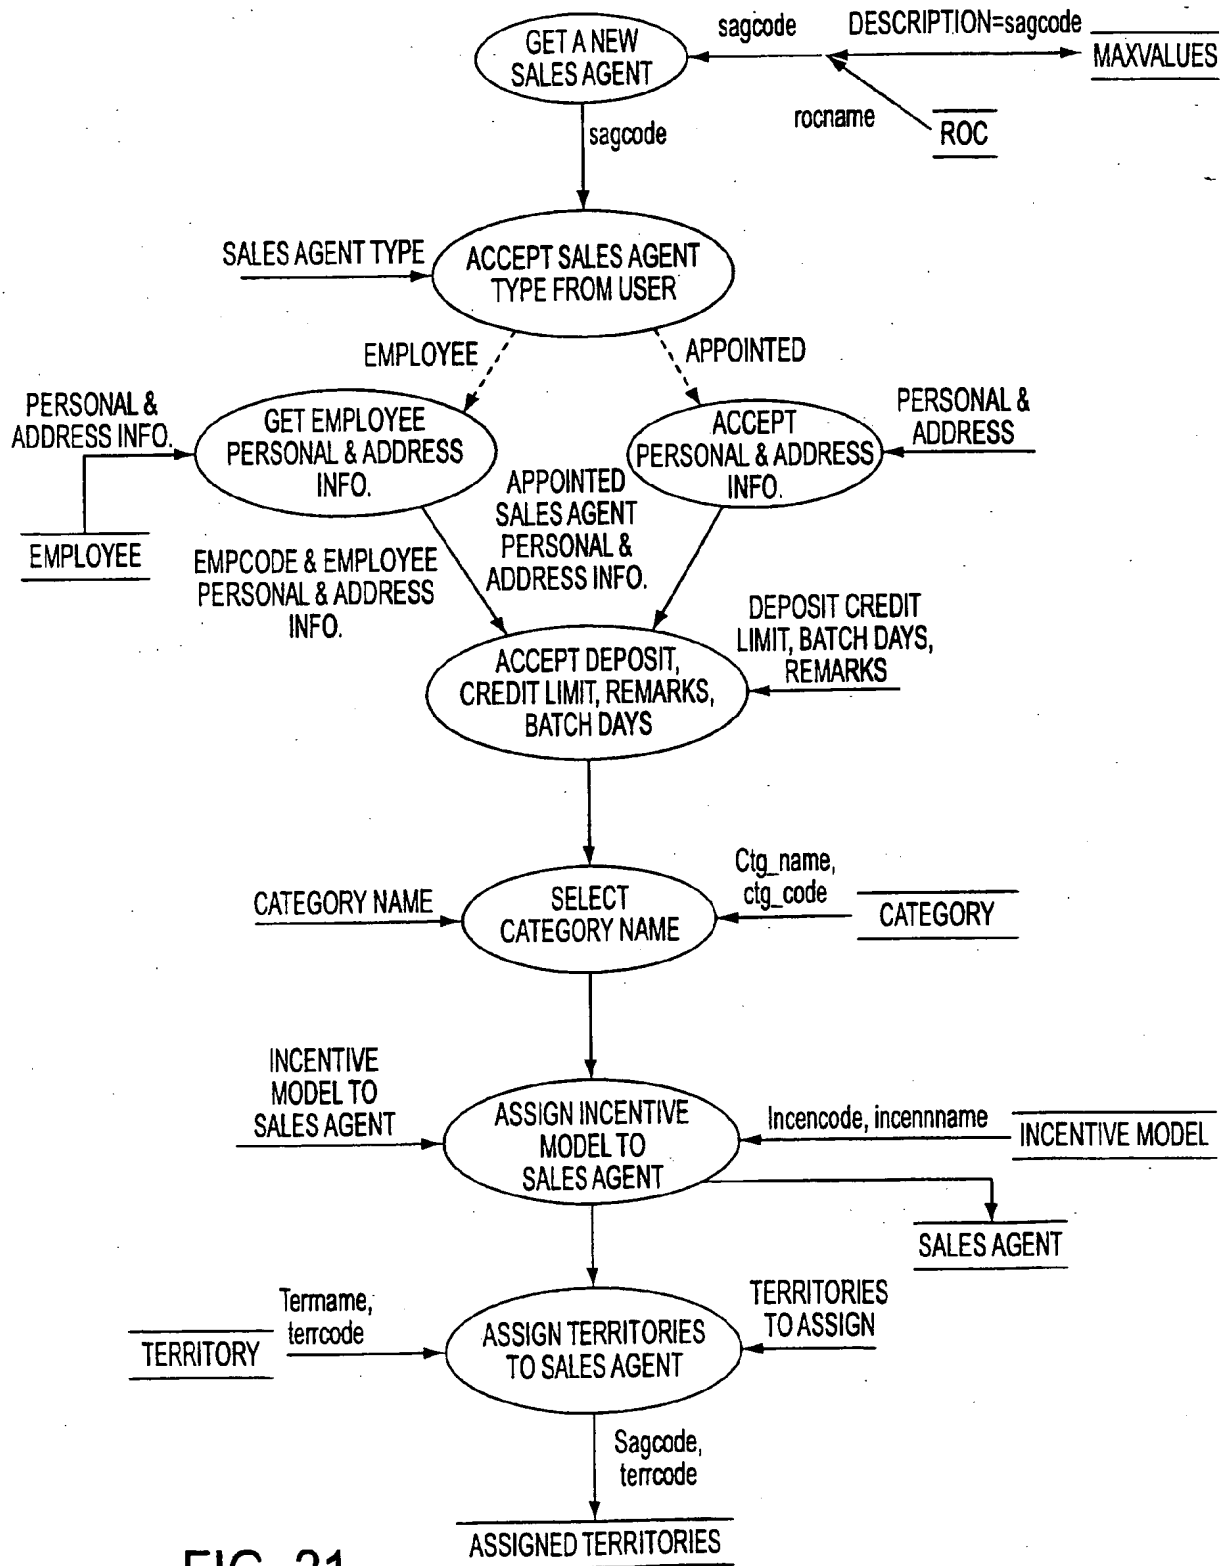 GET A NEW
SALES AGENT
sagcode
DESCRIPTION=sagcode
MAXVALUES
rocname
ROC
sagcode
SALES AGENT TYPE
ACCEPT SALES AGENT
TYPE FROM USER
EMPLOYEE
APPOINTED
PERSONAL &
ADDRESS INFO.
GET EMPLOYEE
PERSONAL & ADDRESS
INFO.
ACCEPT
PERSONAL & ADDRESS
INFO.
PERSONAL &
ADDRESS
EMPLOYEE
EMPCODE & EMPLOYEE
PERSONAL & ADDRESS
INFO.
APPOINTED
SALES AGENT
PERSONAL &
ADDRESS INFO.
DEPOSIT CREDIT
LIMIT, BATCH DAYS,
REMARKS
ACCEPT DEPOSIT,
CREDIT LIMIT, REMARKS,
BATCH DAYS
CATEGORY NAME
SELECT
CATEGORY NAME
Ctg_name,
ctg_code
CATEGORY
INCENTIVE
MODEL TO
SALES AGENT
ASSIGN INCENTIVE
MODEL TO
SALES AGENT
Incencode, incennname
INCENTIVE MODEL
SALES AGENT
Terrname,
terrcode
TERRITORY
ASSIGN TERRITORIES
TO SALES AGENT
TERRITORIES
TO ASSIGN
Sagcode,
terrcode
ASSIGNED TERRITORIES
FIG. 21